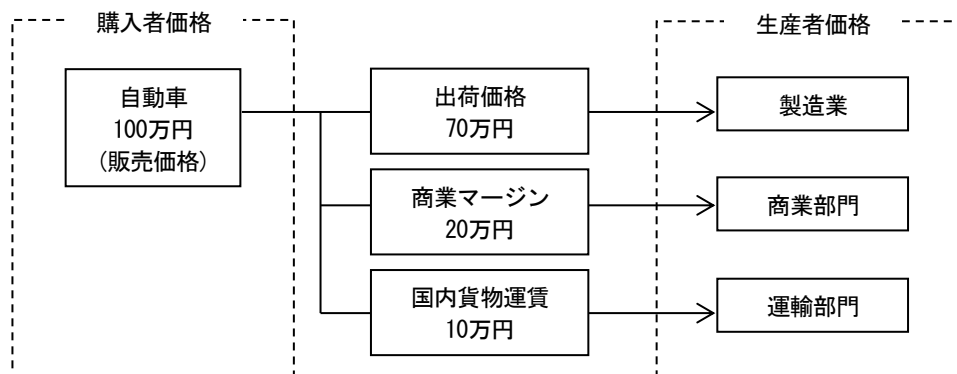 購入者価格
生産者価格
自動車
100万円
(販売価格)
出荷価格
70万円
製造業
商業マージン
20万円
商業部門
国内貨物運賃
10万円
運輸部門